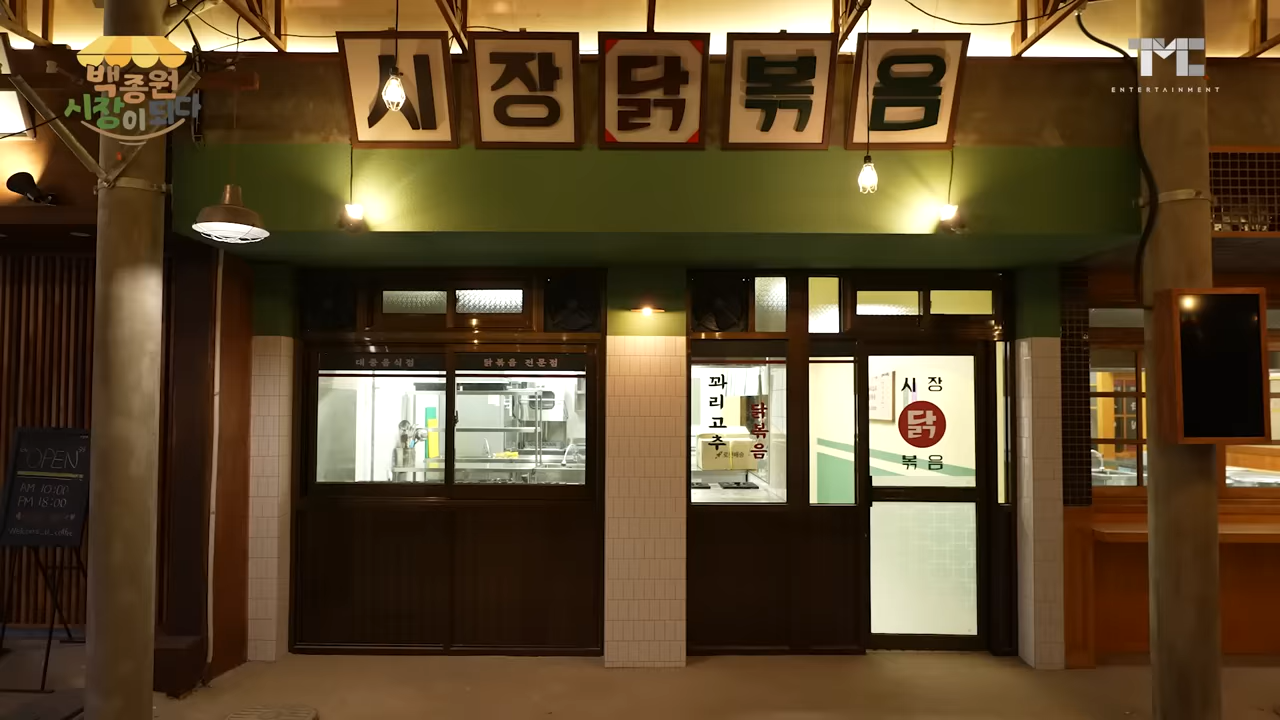 백종원
시장이 되다
TMC
ENTERTAINMENT
시장닭볶음
대중음식점
닭볶음 전문점
꽈리고추
닭볶음
시장
닭
볶음
"OPEN"
AM 10:00
PM 18:00